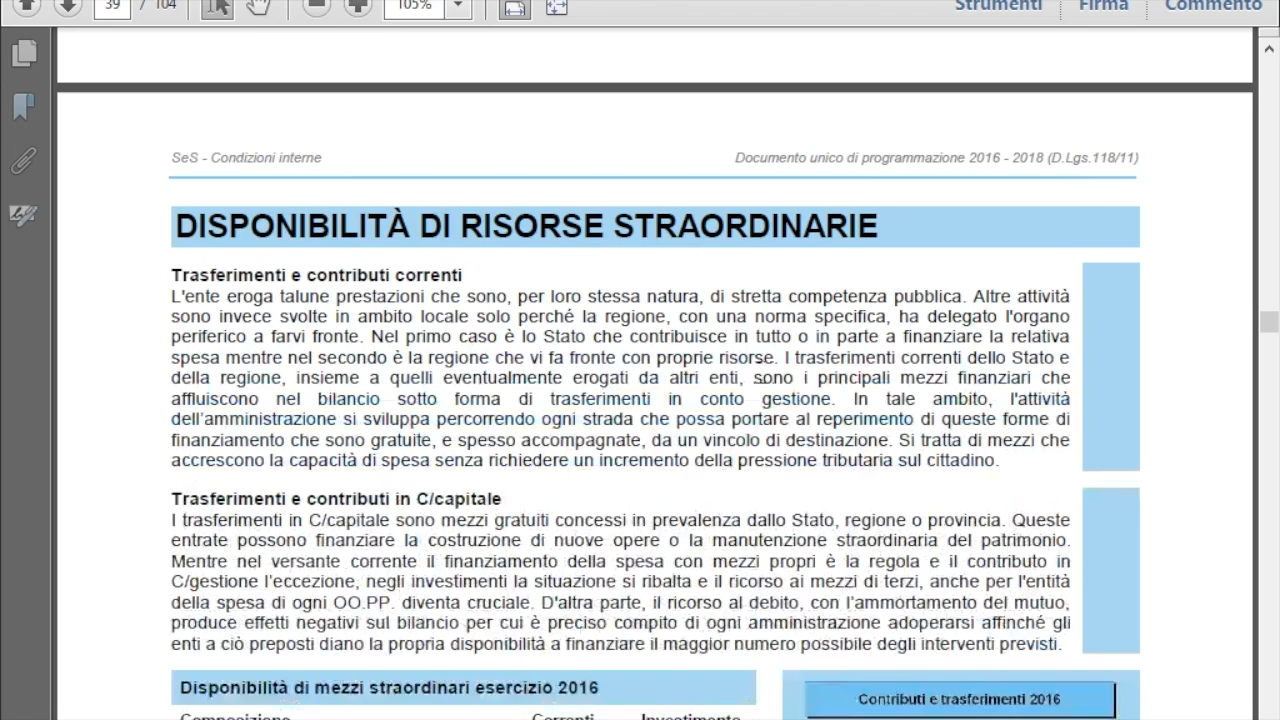 39 / 104 105% Strumenti Firma Commento
SeS - Condizioni interne Documento unico di programmazione 2016 - 2018 (D.Lgs.118/11)
DISPONIBILITÀ DI RISORSE STRAORDINARIE
Trasferimenti e contributi correnti
L'ente eroga talune prestazioni che sono, per loro stessa natura, di stretta competenza pubblica. Altre attività
sono invece svolte in ambito locale solo perché la regione, con una norma specifica, ha delegato l'organo
periferico a farvi fronte. Nel primo caso è lo Stato che contribuisce in tutto o in parte a finanziare la relativa
spesa mentre nel secondo è la regione che vi fa fronte con proprie risorse. I trasferimenti correnti dello Stato e
della regione, insieme a quelli eventualmente erogati da altri enti, sono i principali mezzi finanziari che
affluiscono nel bilancio sotto forma di trasferimenti in conto gestione. In tale ambito, l'attività
dell’amministrazione si sviluppa percorrendo ogni strada che possa portare al reperimento di queste forme di
finanziamento che sono gratuite, e spesso accompagnate, da un vincolo di destinazione. Si tratta di mezzi che
accrescono la capacità di spesa senza richiedere un incremento della pressione tributaria sul cittadino.
Trasferimenti e contributi in C/capitale
I trasferimenti in C/capitale sono mezzi gratuiti concessi in prevalenza dallo Stato, regione o provincia. Queste
entrate possono finanziare la costruzione di nuove opere o la manutenzione straordinaria del patrimonio.
Mentre nel versante corrente il finanziamento della spesa con mezzi propri è la regola e il contributo in
C/gestione l’eccezione, negli investimenti la situazione si ribalta e il ricorso ai mezzi di terzi, anche per l'entità
della spesa di ogni OO.PP. diventa cruciale. D'altra parte, il ricorso al debito, con l’ammortamento del mutuo,
produce effetti negativi sul bilancio per cui è preciso compito di ogni amministrazione adoperarsi affinché gli
enti a ciò preposti diano la propria disponibilità a finanziare il maggior numero possibile degli interventi previsti.
Disponibilità di mezzi straordinari esercizio 2016
Contributi e trasferimenti 2016
Composizione Correnti Investimento